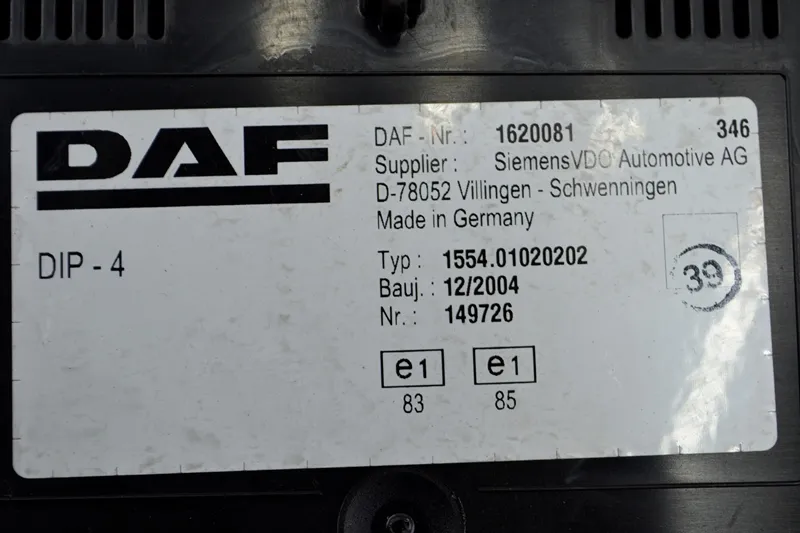 DAF
DIP - 4
DAF - Nr. : 1620081 346
Supplier : SiemensVDO Automotive AG
D-78052 Villingen - Schwenningen
Made in Germany
Typ : 1554.01020202
Bauj. : 12/2004
Nr. : 149726
39
e1 e1
83 85